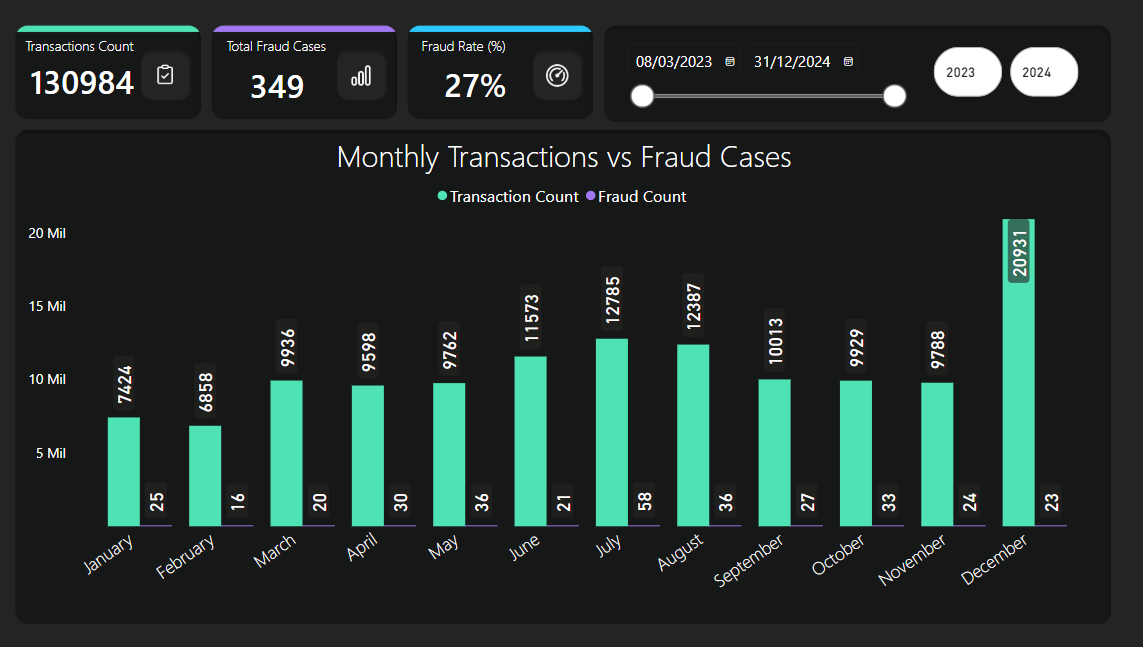 Transactions Count
130984
Total Fraud Cases
349
Fraud Rate (%)
27%
08/03/2023
31/12/2024
2023
2024
Monthly Transactions vs Fraud Cases
Transaction Count
Fraud Count
20 Mil
15 Mil
10 Mil
5 Mil
7424
25
6858
16
9936
20
9598
30
9762
36
11573
21
12785
58
12387
36
10013
27
9929
33
9788
24
20931
23
January
February
March
April
May
June
July
August
September
October
November
December